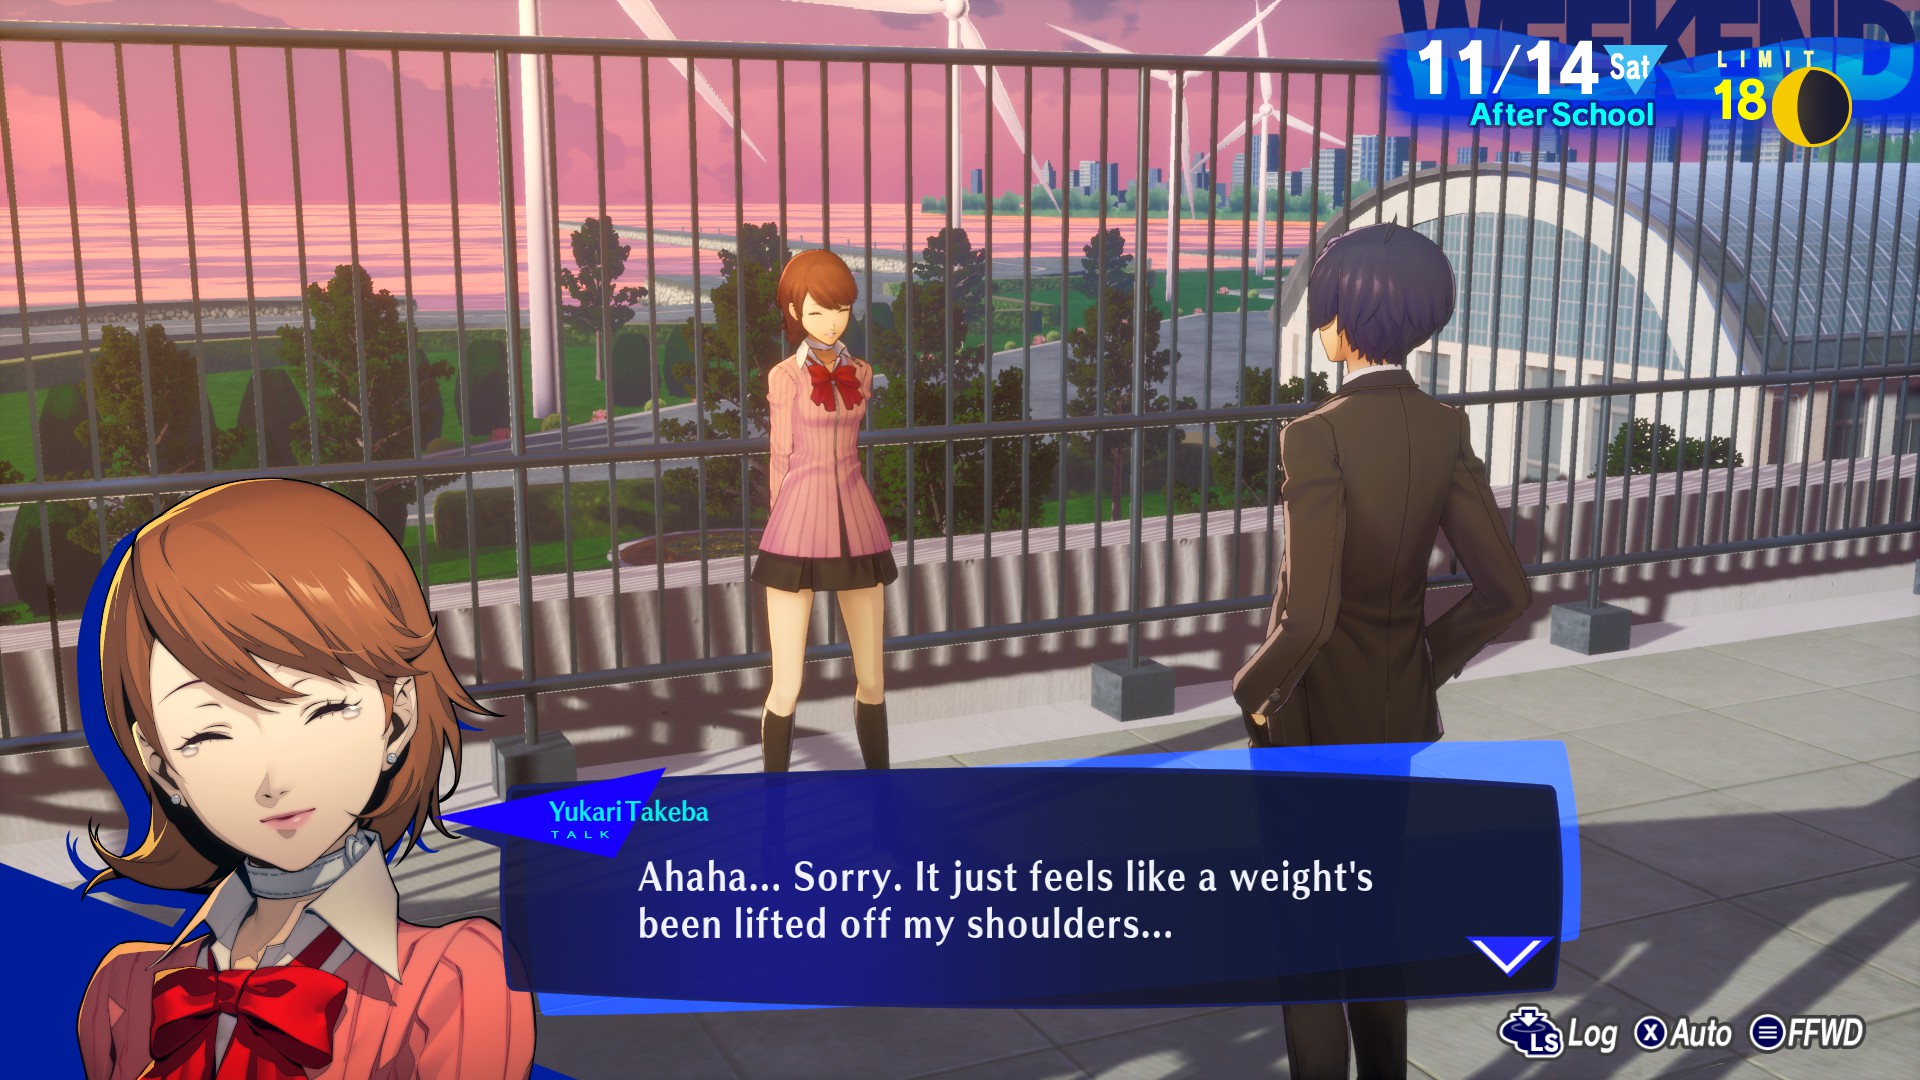 WEEKEND
11/14 Sat
After School
LIMIT
18
Yukari Takeba
TALK
Ahaha... Sorry. It just feels like a weight's
been lifted off my shoulders...
LS Log X Auto FFWD